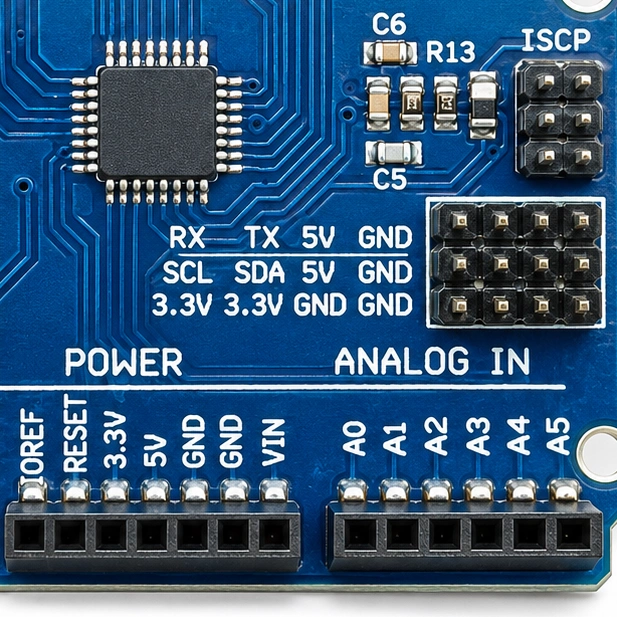 C6
R13
ISCP
C5
RX TX 5V GND
SCL SDA 5V GND
3.3V 3.3V GND GND
POWER
ANALOG IN
IOREF RESET 3.3V 5V GND GND VIN
A0 A1 A2 A3 A4 A5